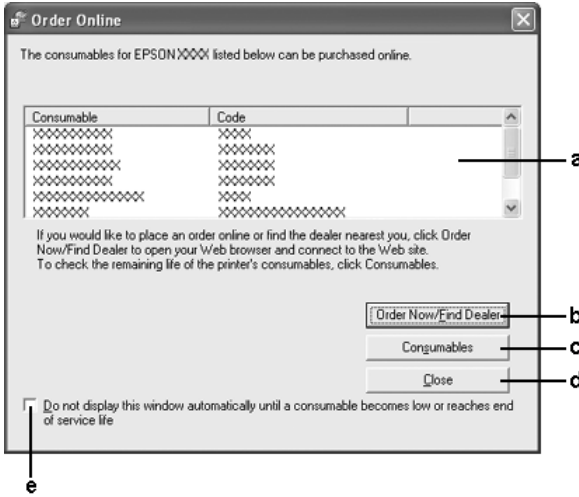 Order Online
The consumables for EPSON XXXX listed below can be purchased online.
Consumable Code
XXXXXXXXXX XXXX
XXXXXXXXXX XXXXXXX
XXXXXXXXXXX XXXXXXX
XXXXXXXXXX XXXXXXX
XXXXXXXXXXXXXX XXXX
XXXXXXX XXXXXXXXXXXXXXXX
a
If you would like to place an order online or find the dealer nearest you, click Order
Now/Find Dealer to open your Web browser and connect to the Web site.
To check the remaining life of the printer's consumables, click Consumables.
Order Now/Find Dealer b
Consumables c
Close d
Do not display this window automatically until a consumable becomes low or reaches end
of service life
e